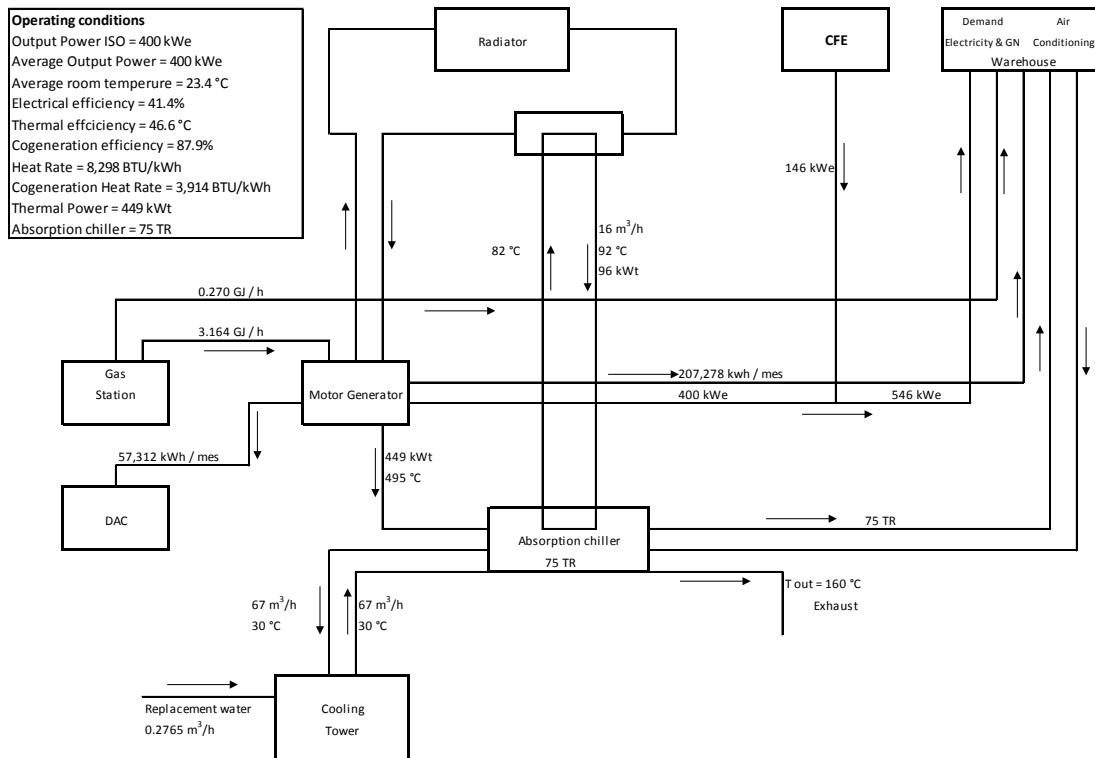 Operating conditions
Output Power ISO = 400 kWe
Average Output Power = 400 kWe
Average room temperure = 23.4 °C
Electrical efficiency = 41.4%
Thermal effciciency = 46.6 °C
Cogeneration efficiency = 87.9%
Heat Rate = 8,298 BTU/kWh
Cogeneration Heat Rate = 3,914 BTU/kWh
Thermal Power = 449 kWt
Absorption chiller = 75 TR
Radiator
CFE
Demand Air
Electricity & GN Conditioning
Warehouse
146 kWe
16 m³/h
82 °C 92 °C
96 kWt
0.270 GJ / h
3.164 GJ / h
Gas
Station
Motor Generator
207,278 kwh / mes
400 kWe 546 kWe
57,312 kWh / mes
DAC
449 kWt
495 °C
Absorption chiller
75 TR
75 TR
T out = 160 °C
Exhaust
67 m³/h 67 m³/h
30 °C 30 °C
Replacement water
0.2765 m³/h
Cooling
Tower